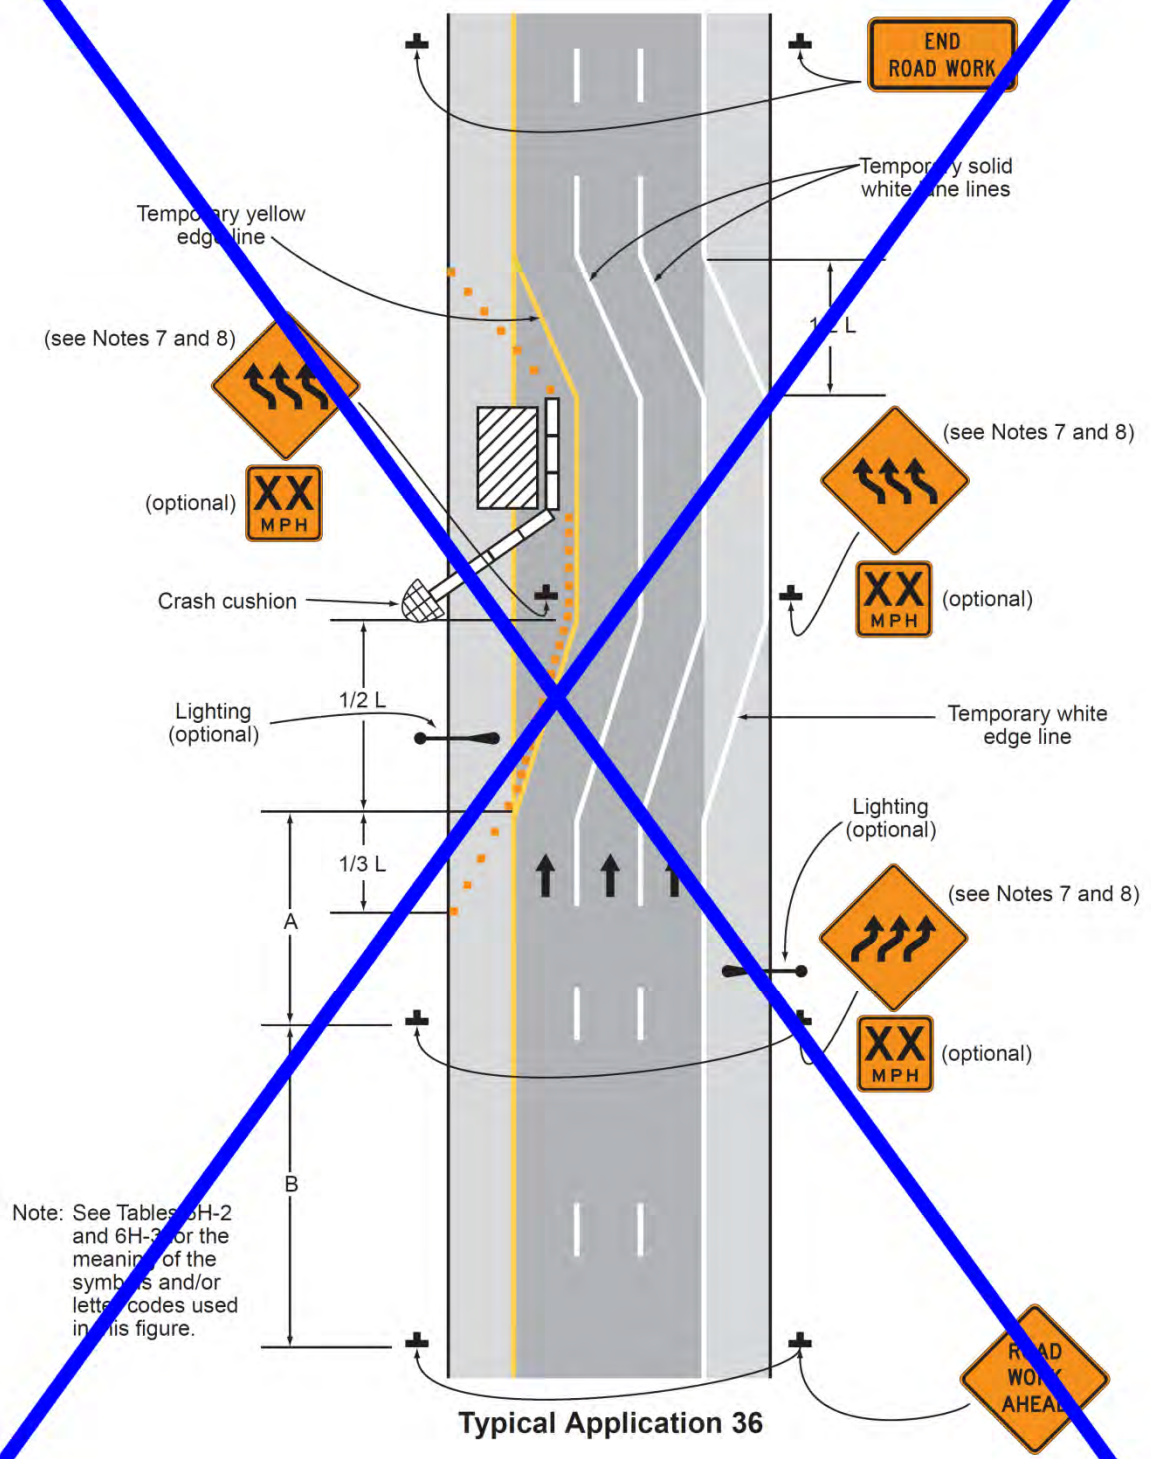 END
ROAD WORK
Temporary solid
white lane lines
Temporary yellow
edge line
1/2 L
(see Notes 7 and 8)
(see Notes 7 and 8)
XX
MPH
(optional)
XX
MPH
(optional)
Crash cushion
1/2 L
Lighting
(optional)
Temporary white
edge line
Lighting
(optional)
1/3 L
A
(see Notes 7 and 8)
XX
MPH
(optional)
B
Note: See Tables 6H-2
and 6H-3 for the
meaning of the
symbols and/or
letter codes used
in this figure.
ROAD
WORK
AHEAD
Typical Application 36